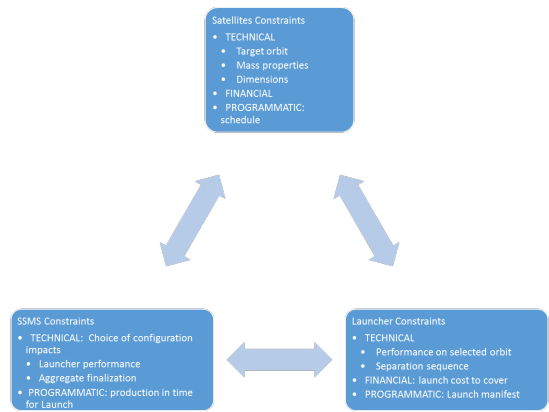 Satellites Constraints
• TECHNICAL
• Target orbit
• Mass properties
• Dimensions
• FINANCIAL
• PROGRAMMATIC:
schedule
SSMS Constraints
• TECHNICAL: Choice of configuration
impacts
• Launcher performance
• Aggregate finalization
• PROGRAMMATIC: production in time
for Launch
Launcher Constraints
• TECHNICAL
• Performance on selected orbit
• Separation sequence
• FINANCIAL: launch cost to cover
• PROGRAMMATIC: Launch manifest